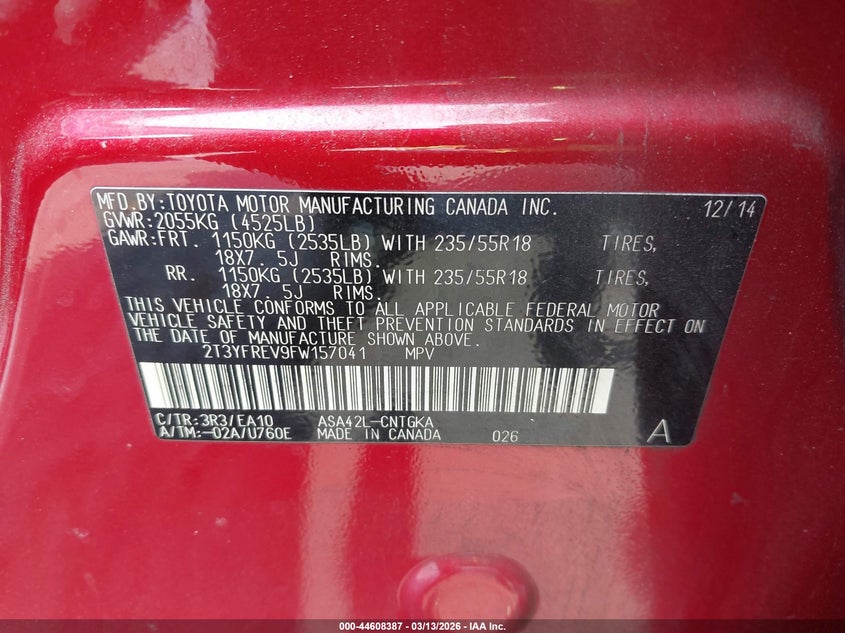 MFD.BY:TOYOTA MOTOR MANUFACTURING CANADA INC. 12/14
GVWR:2055KG (4525LB)
GAWR:FRT. 1150KG (2535LB) WITH 235/55R18 TIRES,
18X7. 5J RIMS.
RR. 1150KG (2535LB) WITH 235/55R18 TIRES,
18X7. 5J RIMS.
THIS VEHICLE CONFORMS TO ALL APPLICABLE FEDERAL MOTOR
VEHICLE SAFETY AND THEFT PREVENTION STANDARDS IN EFFECT ON
THE DATE OF MANUFACTURE SHOWN ABOVE.
2T3YFREV9FW157041 MPV
C/TR:3R3/EA10 ASA42L-CNTGKA
A/TM:-02A/U760E MADE IN CANADA 026 A
000-44608387 - 03/13/2026 - IAA Inc.